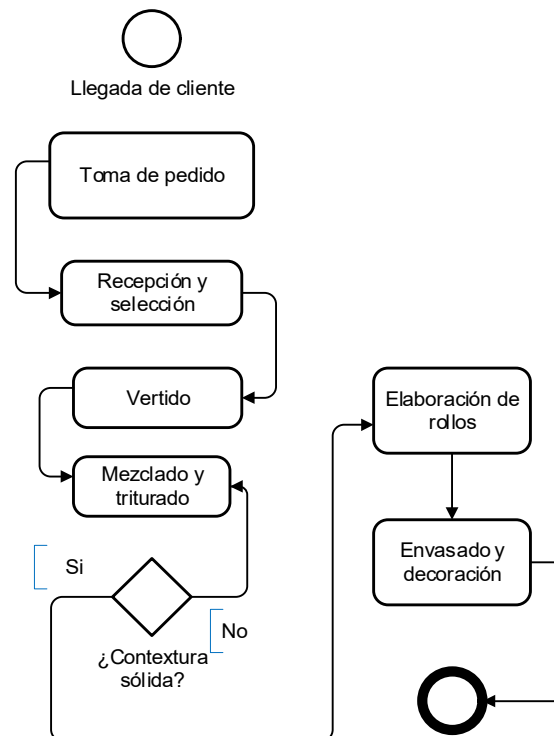 Llegada de cliente
Toma de pedido
Recepción y
selección
Vertido
Mezclado y
triturado
Si
No
¿Contextura
sólida?
Elaboración de
rollos
Envasado y
decoración